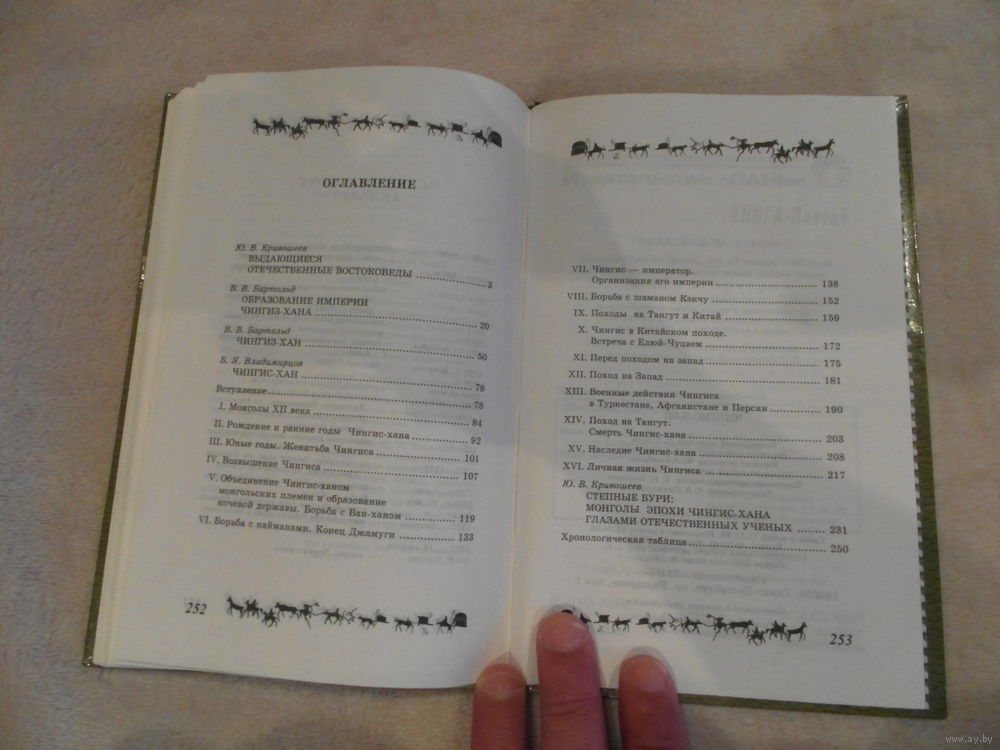 ОГЛАВЛЕНИЕ
Ю. В. Кривошеев
ВЫДАЮЩИЕСЯ
ОТЕЧЕСТВЕННЫЕ ВОСТОКОВЕДЫ ........ 3
В. В. Бартольд
ОБРАЗОВАНИЕ ИМПЕРИИ
ЧИНГИЗ-ХАНА ........ 20
В. В. Бартольд
ЧИНГИЗ-ХАН ........ 50
Б. Я. Владимирцов
ЧИНГИС-ХАН ........ 78
Вступление ........ 78
I. Монголы XII века ........ 84
II. Рождение и ранние годы Чингис-хана ........ 92
III. Юные годы. Женитьба Чингиса ........ 101
IV. Возвышение Чингиса ........ 107
V. Объединение Чингис-ханом
монгольских племен и образование
кочевой державы. Борьба с Ван-ханом ........ 119
VI. Борьба с найманами. Конец Джамуги ........ 133
252
VII. Чингис — император.
Организация его империи ........ 138
VIII. Борьба с шаманом Кэкчу ........ 152
IX. Походы на Тангут и Китай ........ 159
X. Чингис в Китайском походе.
Встреча с Елюй-Чуцаем ........ 172
XI. Перед походом на запад ........ 175
XII. Поход на Запад ........ 181
XIII. Военные действия Чингиса
в Туркестане, Афганистане и Персии ........ 190
XIV. Поход на Тангут.
Смерть Чингис-хана ........ 203
XV. Наследие Чингис-хана ........ 208
XVI. Личная жизнь Чингиса ........ 217
Ю. В. Кривошеев
СТЕПНЫЕ БУРИ:
МОНГОЛЫ ЭПОХИ ЧИНГИС-ХАНА
ГЛАЗАМИ ОТЕЧЕСТВЕННЫХ УЧЕНЫХ ........ 231
Хронологическая таблица ........ 250
253
www.ay.by